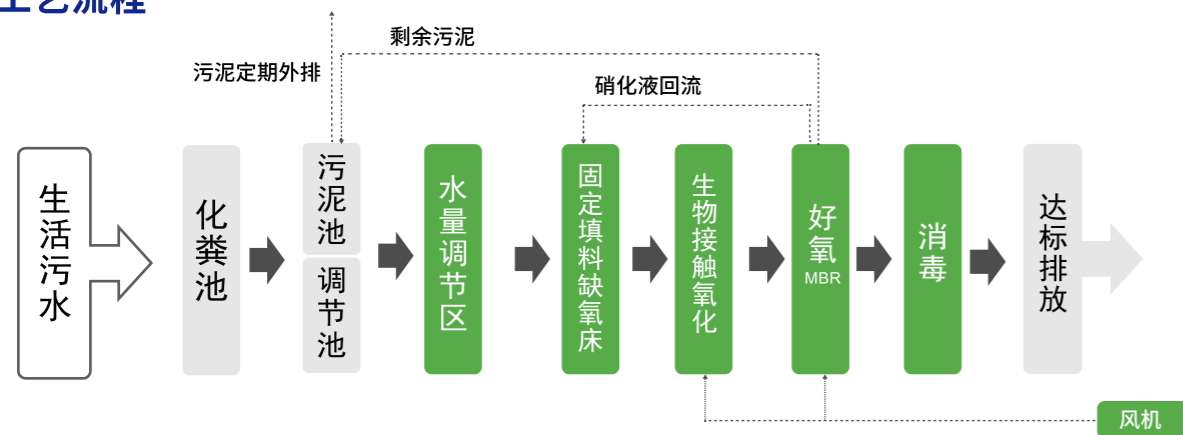 工艺流程
剩余污泥
污泥定期外排
硝化液回流
生活污水
化粪池
污泥池
调节池
水量调节区
固定填料缺氧床
生物接触氧化
好氧
MBR
消毒
达标排放
风机